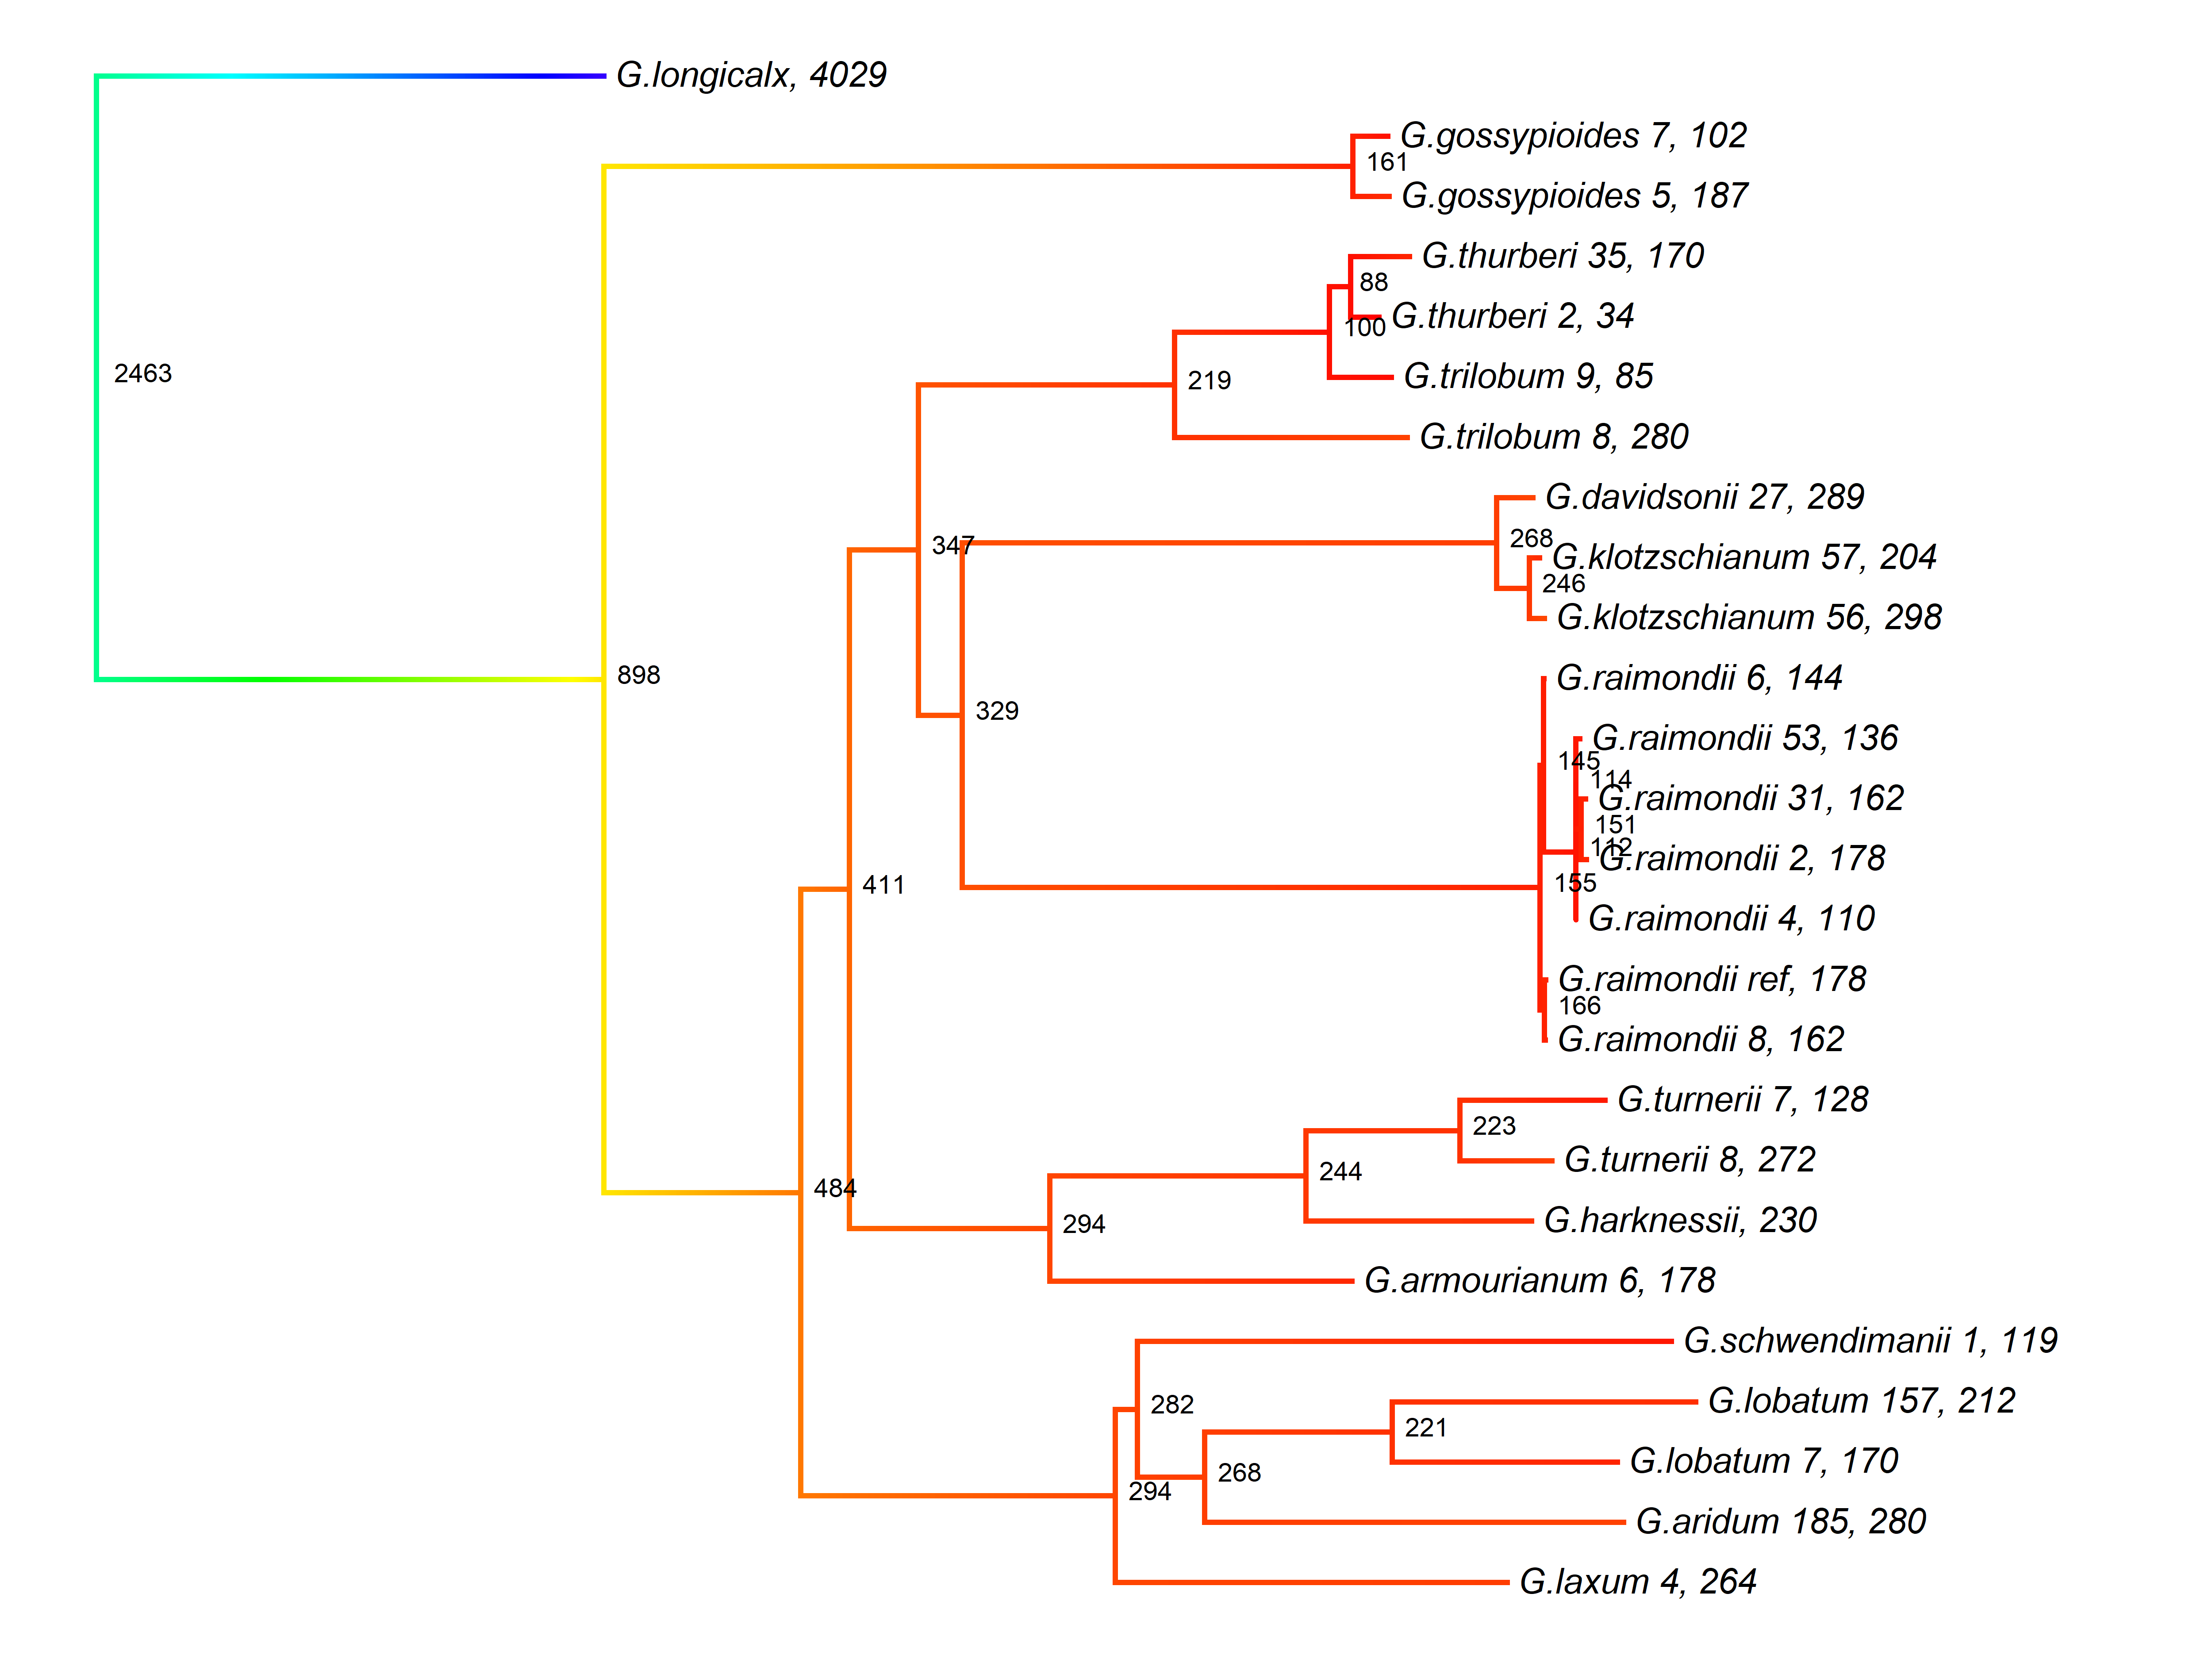 G.longicalx, 4029
G.gossypioides 7, 102
161
G.gossypioides 5, 187
G.thurberi 35, 170
88
G.thurberi 2, 34
100
2463
G.trilobum 9, 85
219
G.trilobum 8, 280
G.davidsonii 27, 289
268
347
G.klotzschianum 57, 204
246
G.klotzschianum 56, 298
898
G.raimondii 6, 144
329
G.raimondii 53, 136
145
114
G.raimondii 31, 162
151
112
G.raimondii 2, 178
155
411
G.raimondii 4, 110
G.raimondii ref, 178
166
G.raimondii 8, 162
G.turnerii 7, 128
223
G.turnerii 8, 272
244
484
G.harknessii, 230
294
G.armourianum 6, 178
G.schwendimanii 1, 119
282
G.lobatum 157, 212
221
G.lobatum 7, 170
268
294
G.aridum 185, 280
G.laxum 4, 264